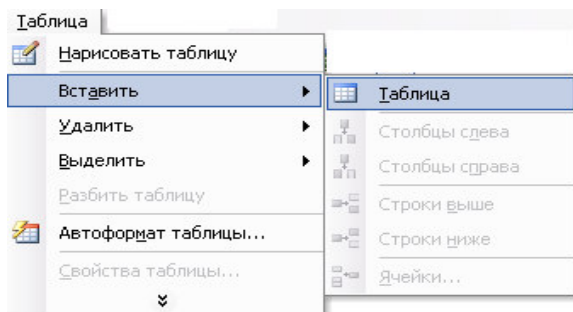 Таблица
Нарисовать таблицу
Вставить
Удалить
Выделить
Разбить таблицу
Автоформат таблицы...
Свойства таблицы...
Таблица
Столбцы слева
Столбцы справа
Строки выше
Строки ниже
Ячейки...